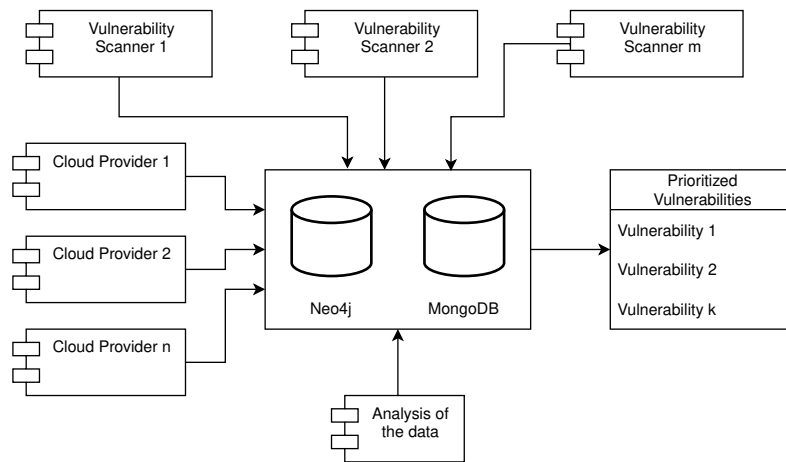 Vulnerability
Scanner 1
Vulnerability
Scanner 2
Vulnerability
Scanner m
Cloud Provider 1
Cloud Provider 2
Cloud Provider n
Neo4j
MongoDB
Prioritized
Vulnerabilities
Vulnerability 1
Vulnerability 2
Vulnerability k
Analysis of
the data